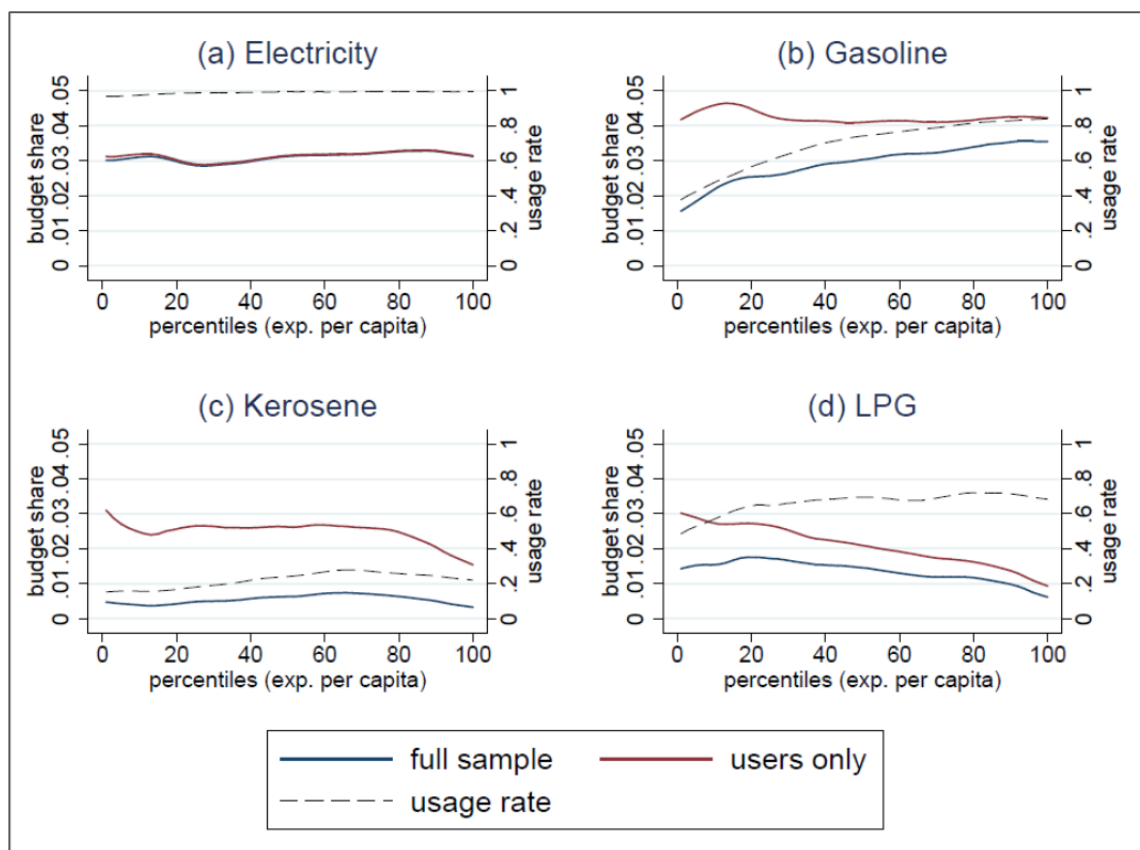 (a) Electricity
budget share
0 .01 .02 .03 .04 .05
usage rate
0 .2 .4 .6 .8 1
0 20 40 60 80 100
percentiles (exp. per capita)
(b) Gasoline
budget share
0 .01 .02 .03 .04 .05
usage rate
0 .2 .4 .6 .8 1
0 20 40 60 80 100
percentiles (exp. per capita)
(c) Kerosene
budget share
0 .01 .02 .03 .04 .05
usage rate
0 .2 .4 .6 .8 1
0 20 40 60 80 100
percentiles (exp. per capita)
(d) LPG
budget share
0 .01 .02 .03 .04 .05
usage rate
0 .2 .4 .6 .8 1
0 20 40 60 80 100
percentiles (exp. per capita)
full sample
users only
usage rate